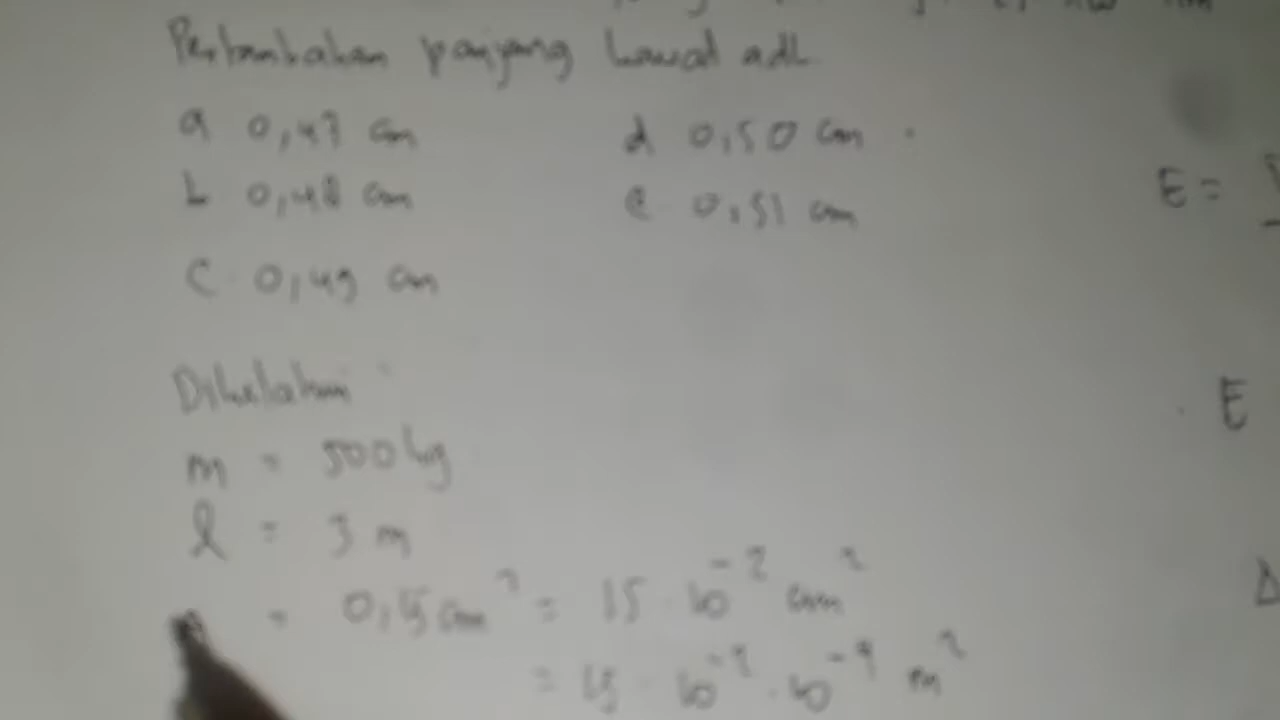 Pertambahan panjang kawat adl
a 0,47 cm d 0,50 cm
b 0,48 cm e 0,51 cm
c 0,49 cm
E =
Diketahui
E
m = 500 kg
l = 3 m
= 0,15 cm² = 15 · 10⁻² cm²
Δ
= 15 · 10⁻² · 10⁻⁴ m²